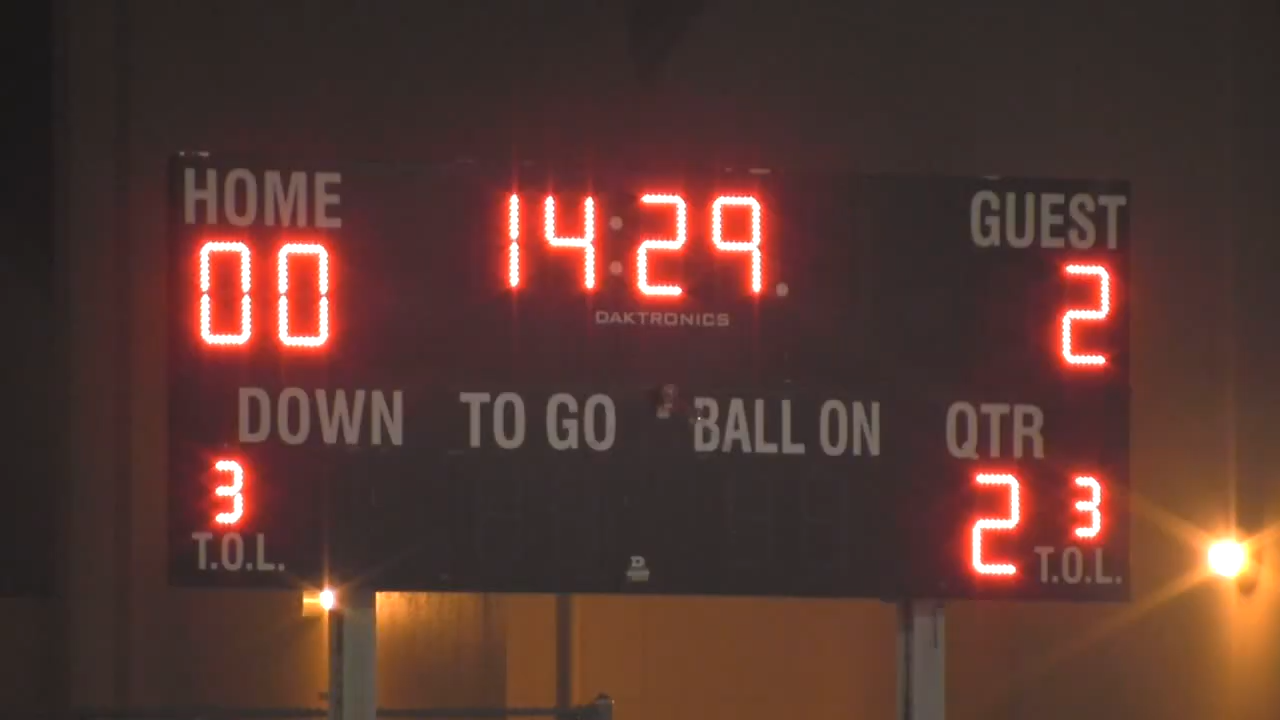 HOME 14:29 GUEST
00 2
DAKTRONICS
DOWN TO GO BALL ON QTR
3 2 3
T.O.L. T.O.L.